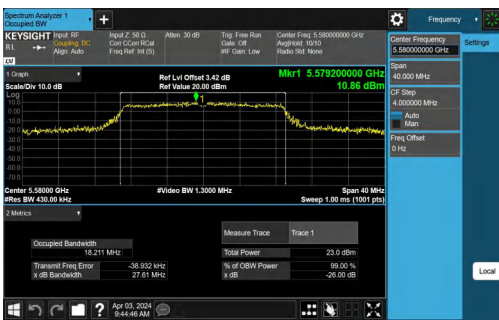 Spectrum Analyzer 1
Occupied BW
+
Frequency
KEYSIGHT
Input: RF
Input Z: 50 Ω
Atten: 30 dB
Trig: Free Run
Center Freq: 5.580000000 GHz
RL
Coupling: DC
Corr CCorr RCal
Gate: Off
Avg|Hold: 10/10
Align: Auto
Freq Ref: Int (S)
#IF Gain: Low
Radio Std: None
LW
Center Frequency
5.580000000 GHz
Settings
Span
40.000 MHz
CF Step
4.000000 MHz
Auto
Man
Freq Offset
0 Hz
Local
1 Graph
Ref Lvl Offset 3.42 dB
Mkr1 5.579200000 GHz
Scale/Div 10.0 dB
Ref Value 20.00 dBm
10.86 dBm
Log
10.0
0.00
-10.0
-20.0
-30.0
-40.0
-50.0
-60.0
-70.0
1
Center 5.58000 GHz
#Video BW 1.3000 MHz
Span 40 MHz
#Res BW 430.00 kHz
Sweep 1.00 ms (1001 pts)
2 Metrics
Measure Trace
Trace 1
Occupied Bandwidth
18.211 MHz
Total Power
23.0 dBm
Transmit Freq Error
-38.932 kHz
% of OBW Power
99.00 %
x dB Bandwidth
27.61 MHz
x dB
-26.00 dB
?
Apr 03, 2024
9:44:46 AM